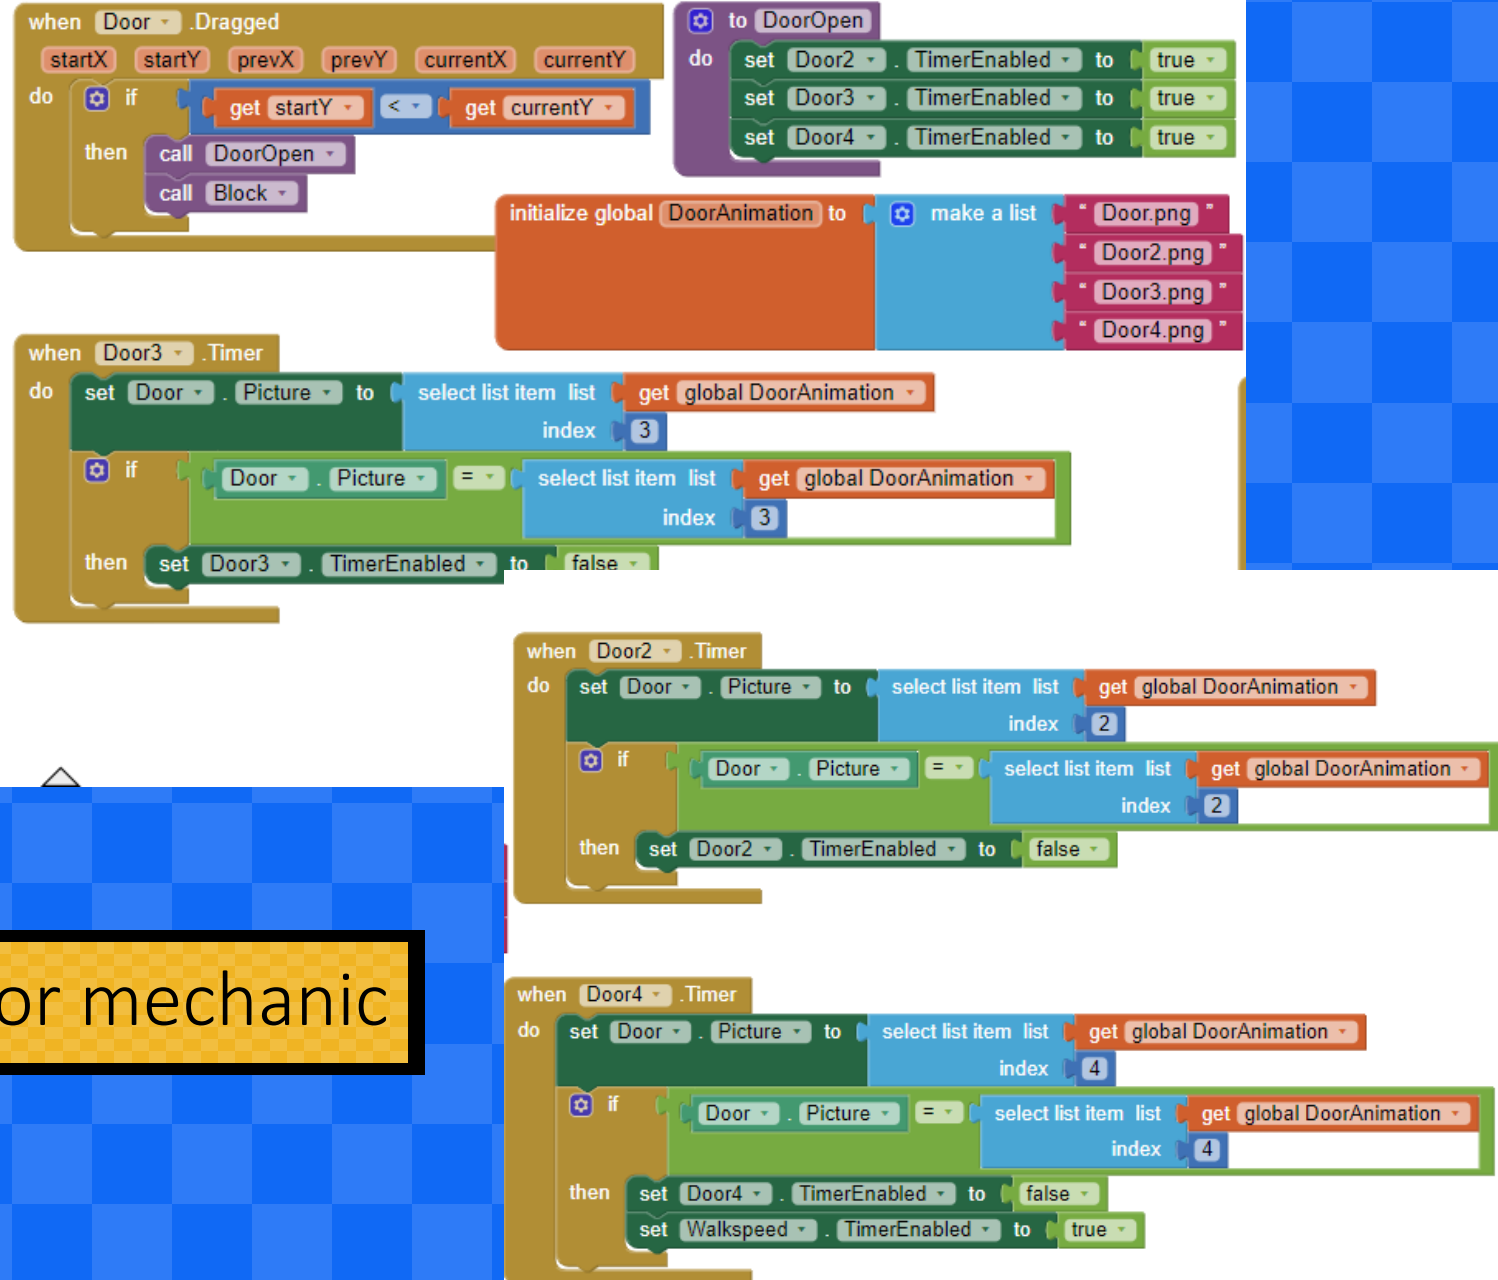 when Door .Dragged
startX startY prevX prevY currentX currentY
do if get startY < get currentY
then call DoorOpen
call Block
to DoorOpen
do set Door2 . TimerEnabled to true
set Door3 . TimerEnabled to true
set Door4 . TimerEnabled to true
initialize global DoorAnimation to make a list " Door.png "
" Door2.png "
" Door3.png "
" Door4.png "
when Door3 .Timer
do set Door . Picture to select list item list get global DoorAnimation
index 3
if Door . Picture = select list item list get global DoorAnimation
index 3
then set Door3 . TimerEnabled to false
when Door2 .Timer
do set Door . Picture to select list item list get global DoorAnimation
index 2
if Door . Picture = select list item list get global DoorAnimation
index 2
then set Door2 . TimerEnabled to false
or mechanic
when Door4 .Timer
do set Door . Picture to select list item list get global DoorAnimation
index 4
if Door . Picture = select list item list get global DoorAnimation
index 4
then set Door4 . TimerEnabled to false
set Walkspeed . TimerEnabled to true